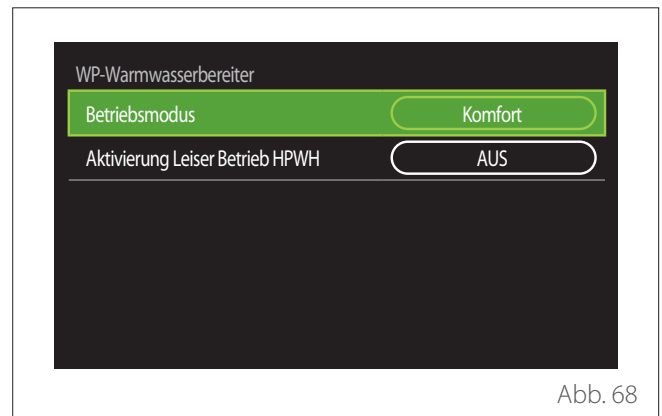 WP-Warmwasserbereiter
Betriebsmodus Komfort
Aktivierung Leiser Betrieb HPWH AUS
Abb. 68